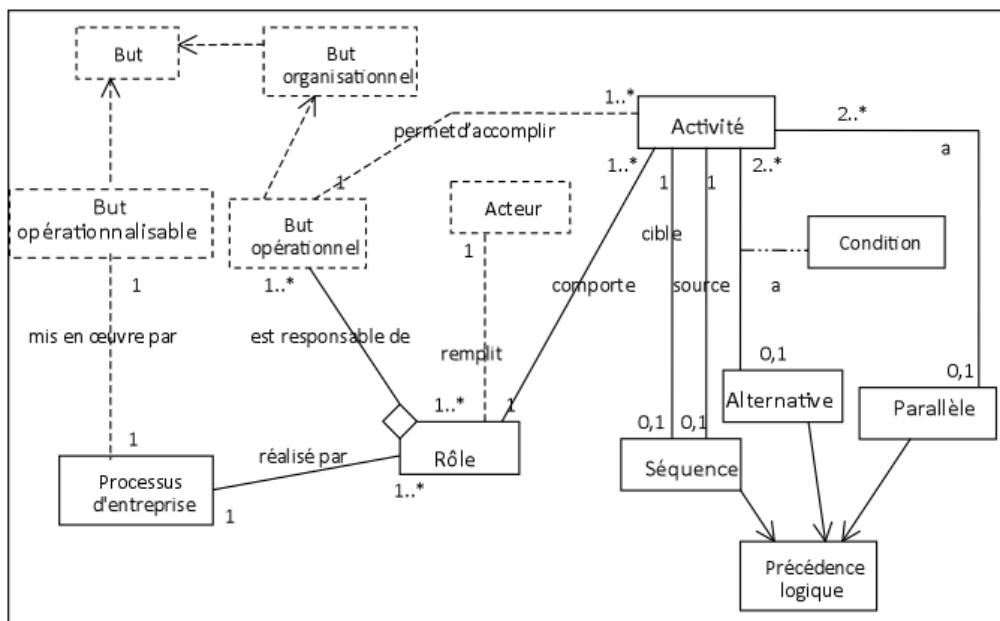 But
But
organisationnel
1..*
permet d'accomplir
Activité
2..*
a
1..*
1
1
2..*
But
opérationnalisable
1
But
opérationnel
Acteur
cible
Condition
1
1..*
1
mis en œuvre par
est responsable de
comporte
source
a
remplit
0,1
0,1
Alternative
Parallèle
1..*
1
0,1
0,1
1
réalisé par
Rôle
Séquence
Processus
d'entreprise
1
1..*
Précédence
logique